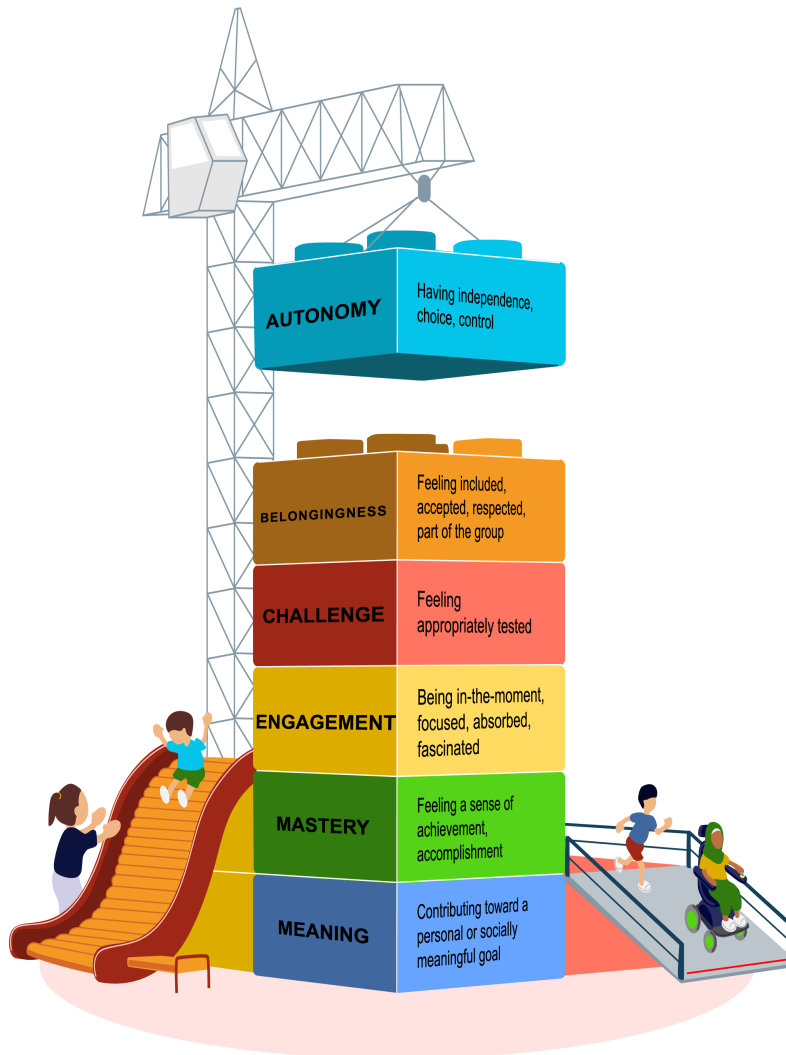 AUTONOMY
Having independence,
choice, control
BELONGINGNESS
Feeling included,
accepted, respected,
part of the group
CHALLENGE
Feeling
appropriately tested
ENGAGEMENT
Being in-the-moment,
focused, absorbed,
fascinated
MASTERY
Feeling a sense of
achievement,
accomplishment
MEANING
Contributing toward a
personal or socially
meaningful goal